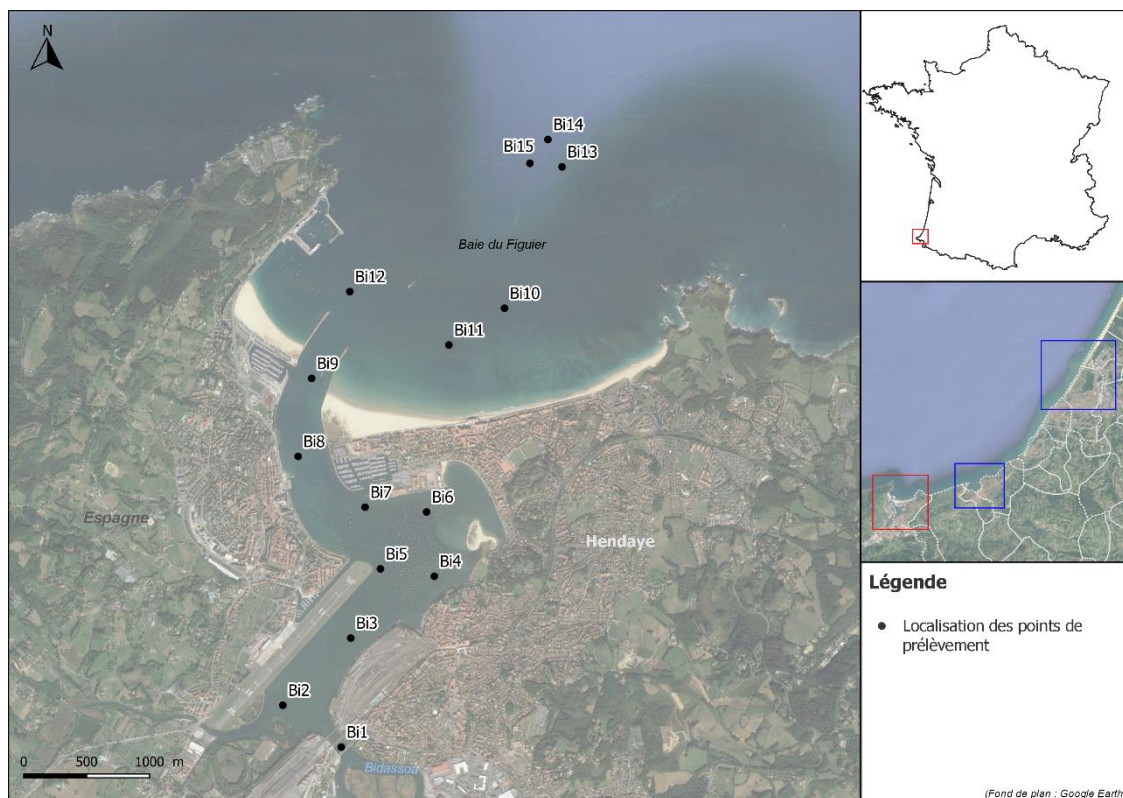 N
Bi14
Bi15
Bi13
Baie du Figuier
Bi12
Bi10
Bi11
Bi9
Bi8
Bi7
Bi6
Espagne
Hendaye
Bi5
Bi4
Bi3
Bi2
Bi1
Bidassoa
0 500 1000 m
Légende
Localisation des points de
prélèvement
(Fond de plan : Google Earth